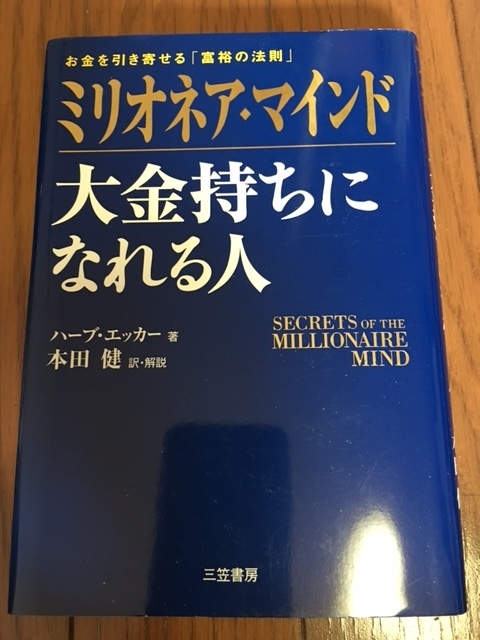 お金を引き寄せる「富裕の法則」
ミリオネア・マインド
大金持ちに
なれる人
ハーブ・エッカー 著
本田 健 訳・解説
SECRETS OF THE
MILLIONAIRE
MIND
三笠書房